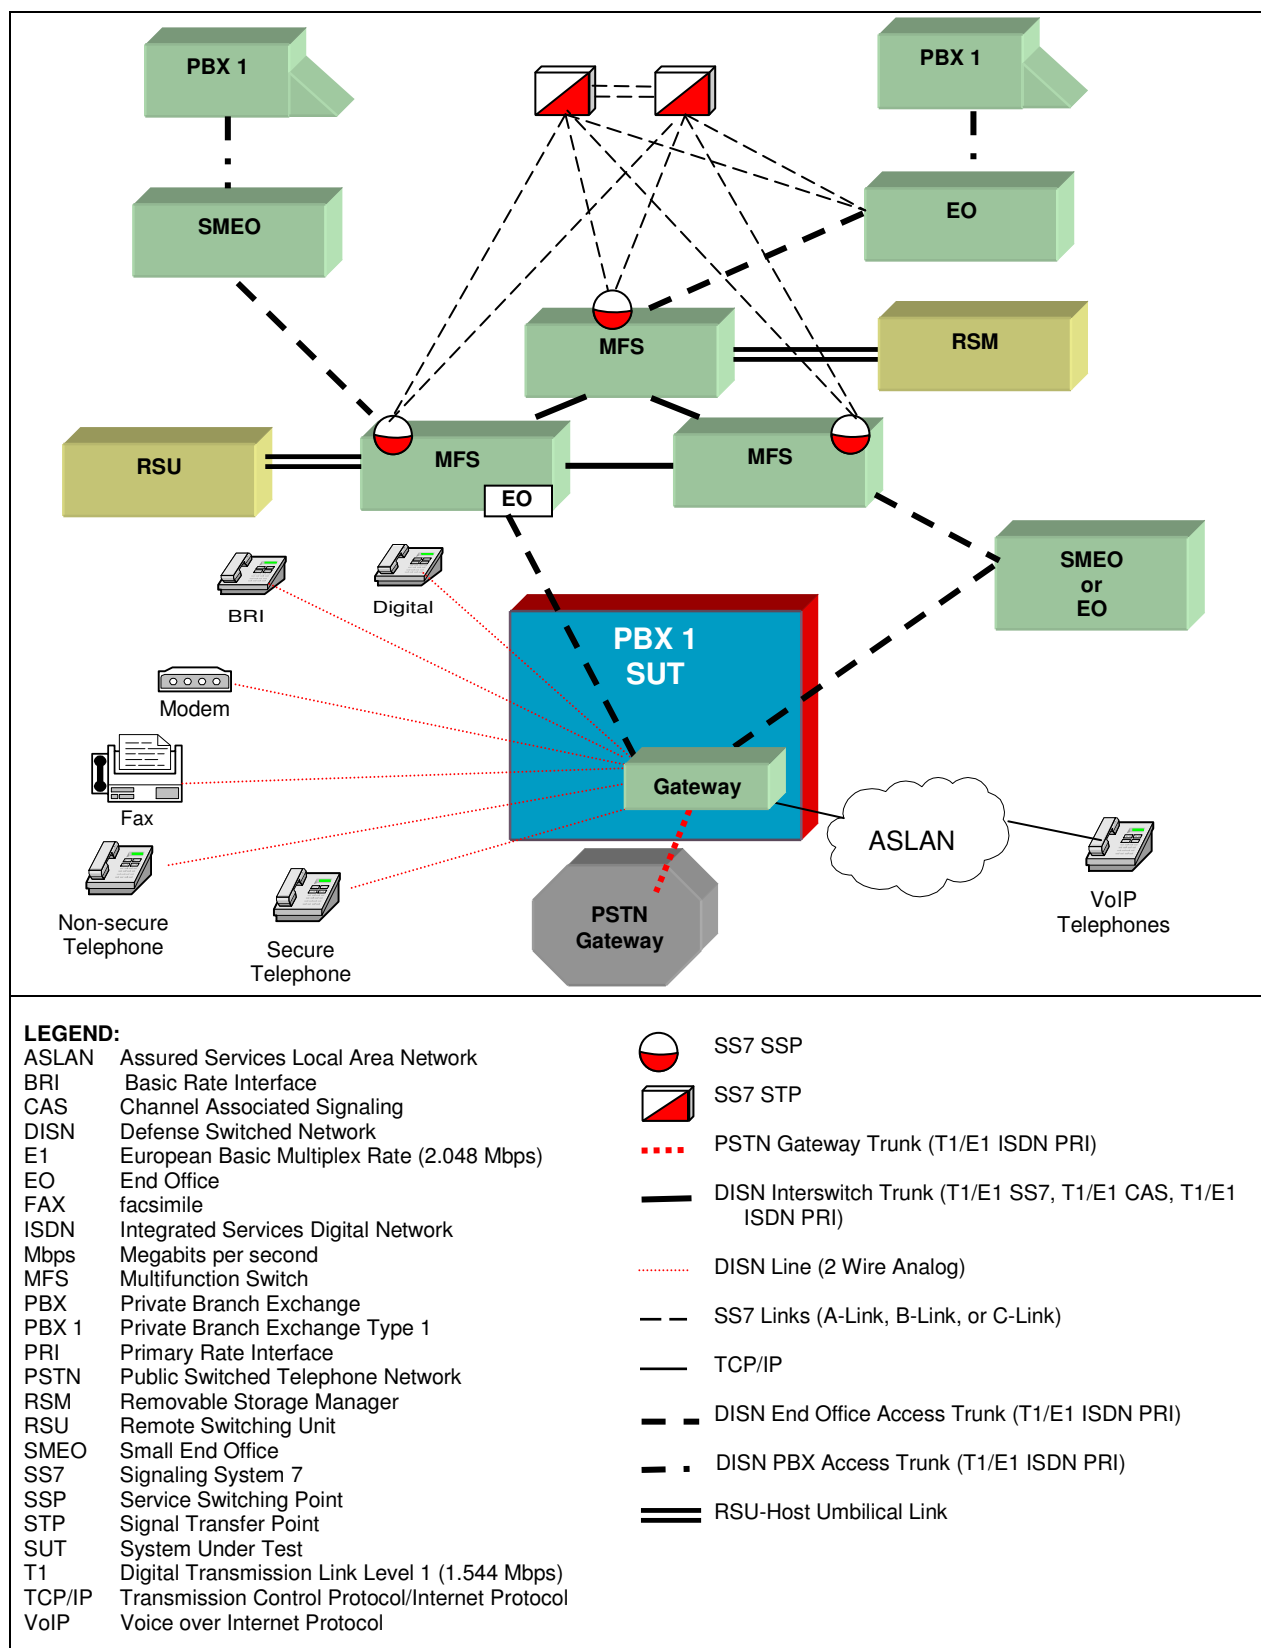 PBX 1
PBX 1
SMEO
EO
MFS
RSM
RSU
MFS
MFS
EO
BRI
Digital
SMEO
or
EO
PBX 1
SUT
Modem
Gateway
Fax
ASLAN
Non-secure
Telephone
Secure
Telephone
PSTN
Gateway
VoIP
Telephones
LEGEND:
ASLAN Assured Services Local Area Network
BRI Basic Rate Interface
CAS Channel Associated Signaling
DISN Defense Switched Network
E1 European Basic Multiplex Rate (2.048 Mbps)
EO End Office
FAX facsimile
ISDN Integrated Services Digital Network
Mbps Megabits per second
MFS Multifunction Switch
PBX Private Branch Exchange
PBX 1 Private Branch Exchange Type 1
PRI Primary Rate Interface
PSTN Public Switched Telephone Network
RSM Removable Storage Manager
RSU Remote Switching Unit
SMEO Small End Office
SS7 Signaling System 7
SSP Service Switching Point
STP Signal Transfer Point
SUT System Under Test
T1 Digital Transmission Link Level 1 (1.544 Mbps)
TCP/IP Transmission Control Protocol/Internet Protocol
VoIP Voice over Internet Protocol
SS7 SSP
SS7 STP
PSTN Gateway Trunk (T1/E1 ISDN PRI)
DISN Interswitch Trunk (T1/E1 SS7, T1/E1 CAS, T1/E1
ISDN PRI)
DISN Line (2 Wire Analog)
SS7 Links (A-Link, B-Link, or C-Link)
TCP/IP
DISN End Office Access Trunk (T1/E1 ISDN PRI)
DISN PBX Access Trunk (T1/E1 ISDN PRI)
RSU-Host Umbilical Link